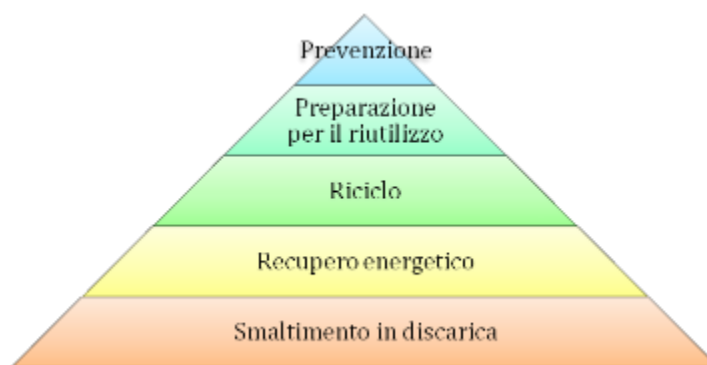 Prevenzione
Preparazione
per il riutilizzo
Riciclo
Recupero energetico
Smaltimento in discarica